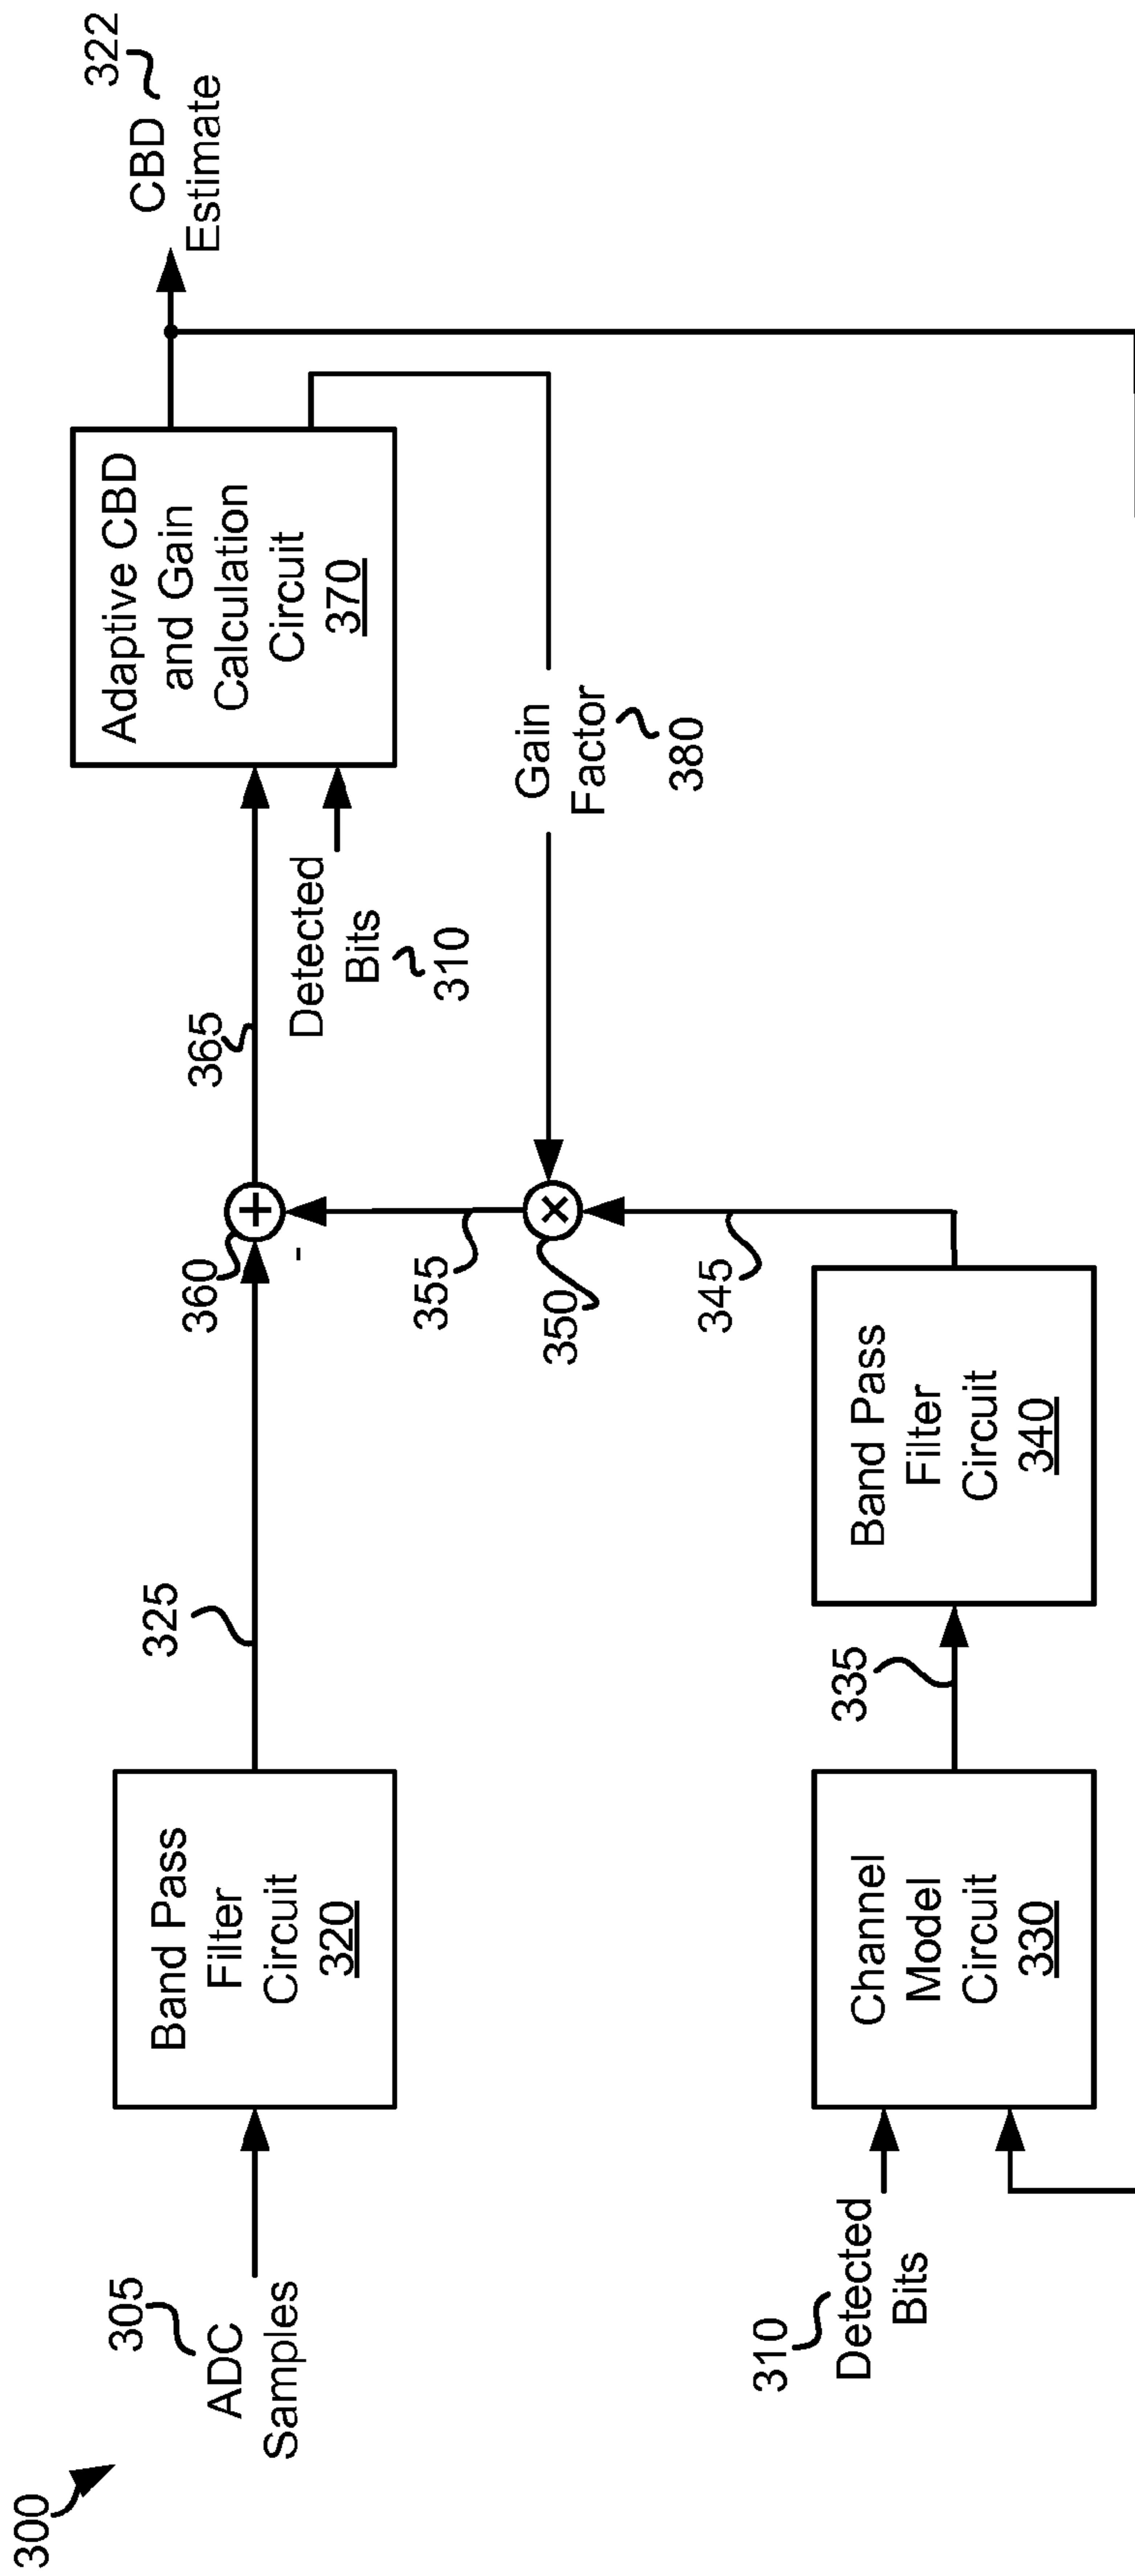 300
305
ADC
Samples
Band Pass
Filter
Circuit
320
325
360
+
-
365
Detected
Bits
310
Adaptive CBD
and Gain
Calculation
Circuit
370
CBD
Estimate
322
Gain
Factor
380
355
350
×
345
310
Detected
Bits
Channel
Model
Circuit
330
335
Band Pass
Filter
Circuit
340